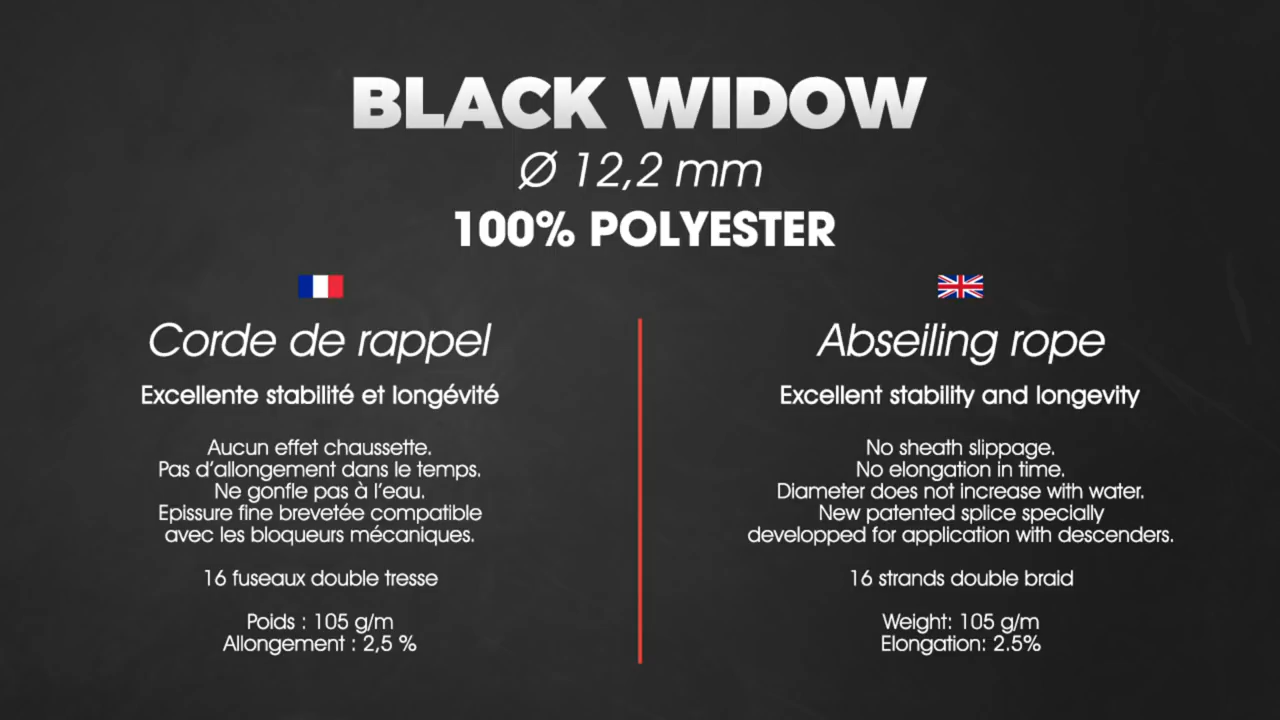 BLACK WIDOW
Ø 12,2 mm
100% POLYESTER
Corde de rappel
Excellente stabilité et longévité
Aucun effet chaussette.
Pas d'allongement dans le temps.
Ne gonfle pas à l'eau.
Epissure fine brevetée compatible
avec les bloqueurs mécaniques.
16 fuseaux double tresse
Poids : 105 g/m
Allongement : 2,5 %
Abseiling rope
Excellent stability and longevity
No sheath slippage.
No elongation in time.
Diameter does not increase with water.
New patented splice specially
developped for application with descenders.
16 strands double braid
Weight: 105 g/m
Elongation: 2.5%